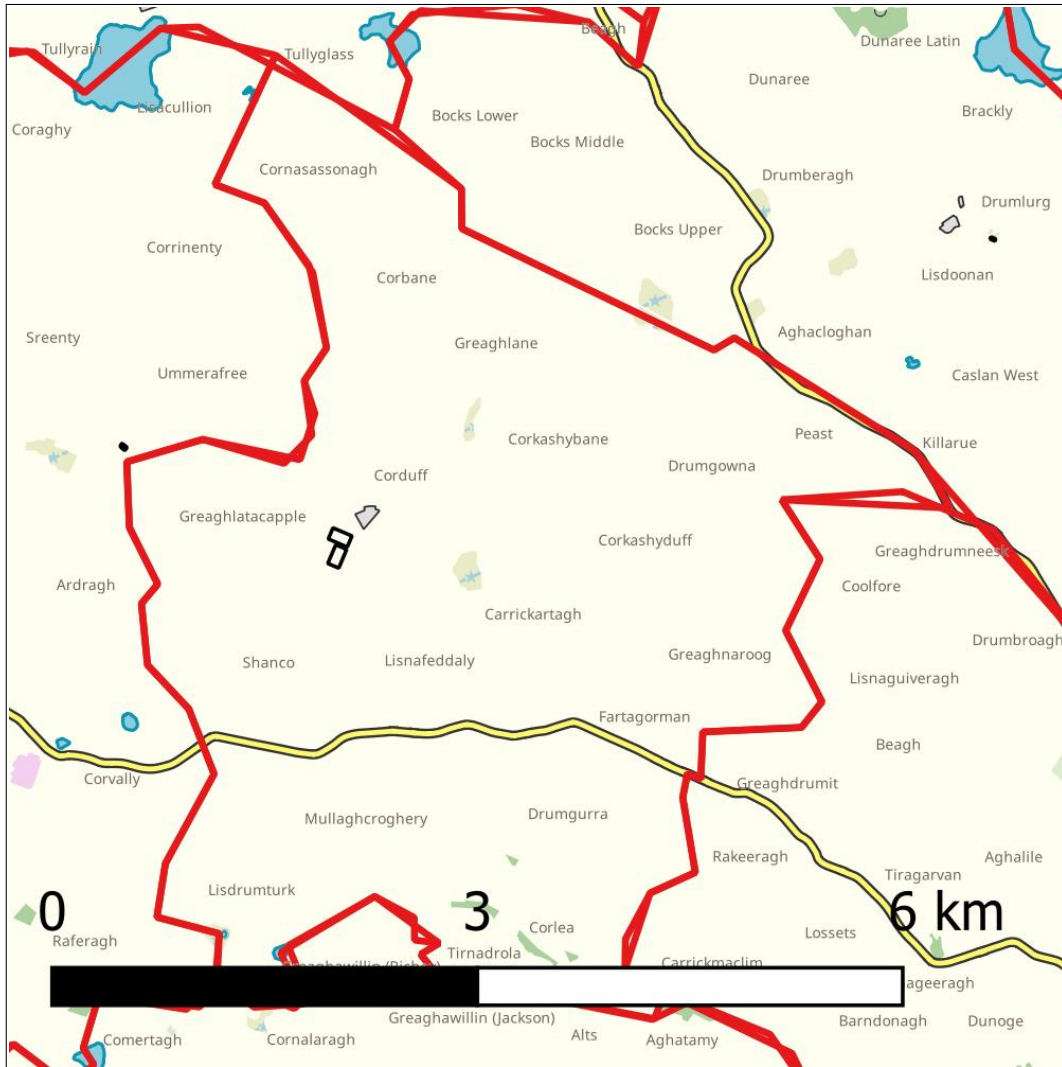 Beagh
Dunaree Latin
Tullyrain
Tullyglass
Dunaree
Lisacullion
Bocks Lower
Brackly
Coraghy
Bocks Middle
Cornasassonagh
Drumberagh
Drumlurg
Bocks Upper
Corrinenty
Lisdoonan
Corbane
Aghacloghan
Sreenty
Greaghlane
Ummerafree
Caslan West
Corkashybane
Peast
Killarue
Drumgowna
Corduff
Greaghlatacapple
Corkashyduff
Greaghdrumneesk
Ardragh
Coolfore
Carrickartagh
Drumbroagh
Shanco
Lisnafeddaly
Greaghnaroog
Lisnaguiveragh
Fartagorman
Beagh
Corvally
Greaghdrumit
Mullaghcroghery
Drumgurra
Rakeeragh
Aghalile
Tiragarvan
Lisdrumturk
0 3 6 km
Corlea
Lossets
Raferagh
Tirnadrola
Carrickmaclim
ageeragh
Greaghawillin (Jackson)
Barndonagh
Dunoge
Comertagh
Cornalaragh
Alts
Aghatamy